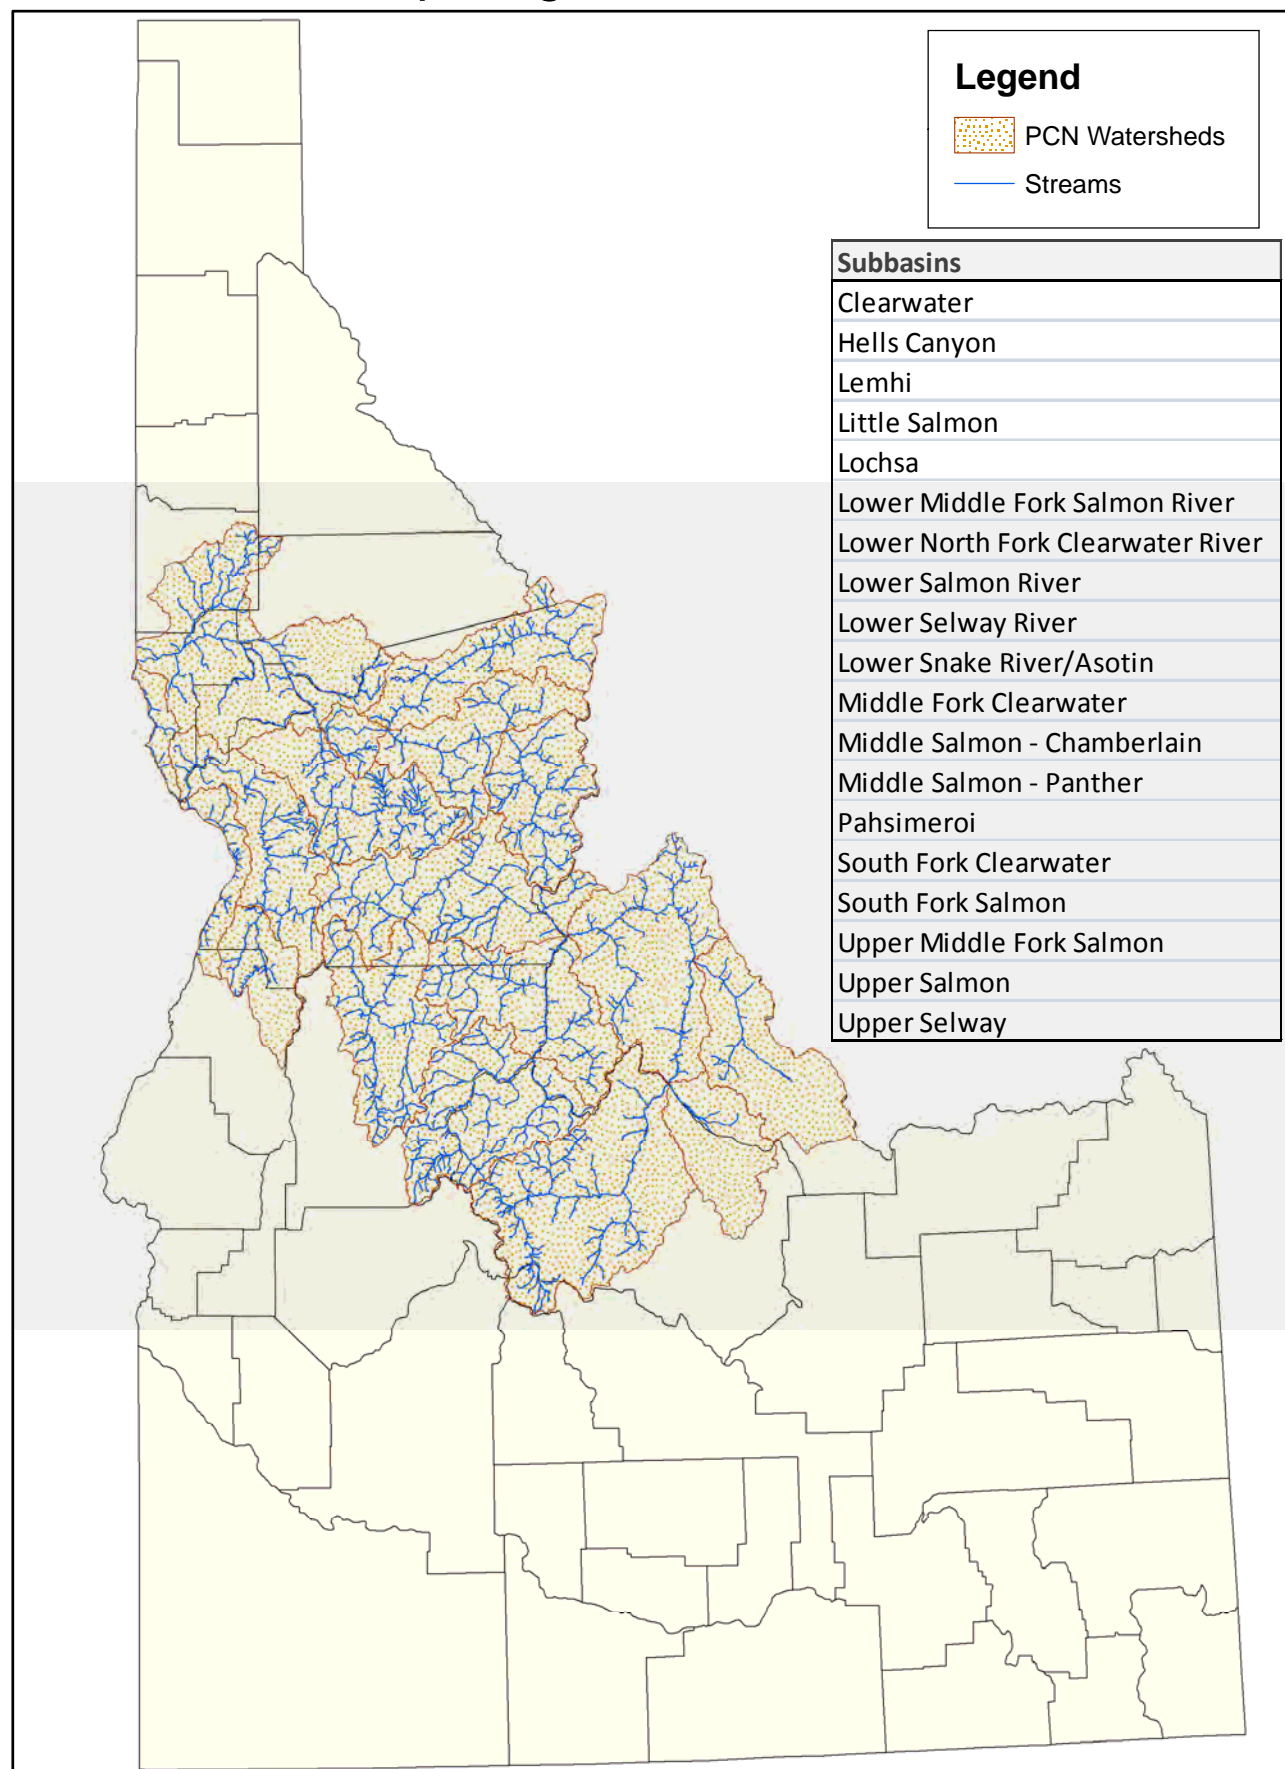 Legend
PCN Watersheds
Streams
Subbasins
Clearwater
Hells Canyon
Lemhi
Little Salmon
Lochsa
Lower Middle Fork Salmon River
Lower North Fork Clearwater River
Lower Salmon River
Lower Selway River
Lower Snake River/Asotin
Middle Fork Clearwater
Middle Salmon - Chamberlain
Middle Salmon - Panther
Pahsimeroi
South Fork Clearwater
South Fork Salmon
Upper Middle Fork Salmon
Upper Salmon
Upper Selway